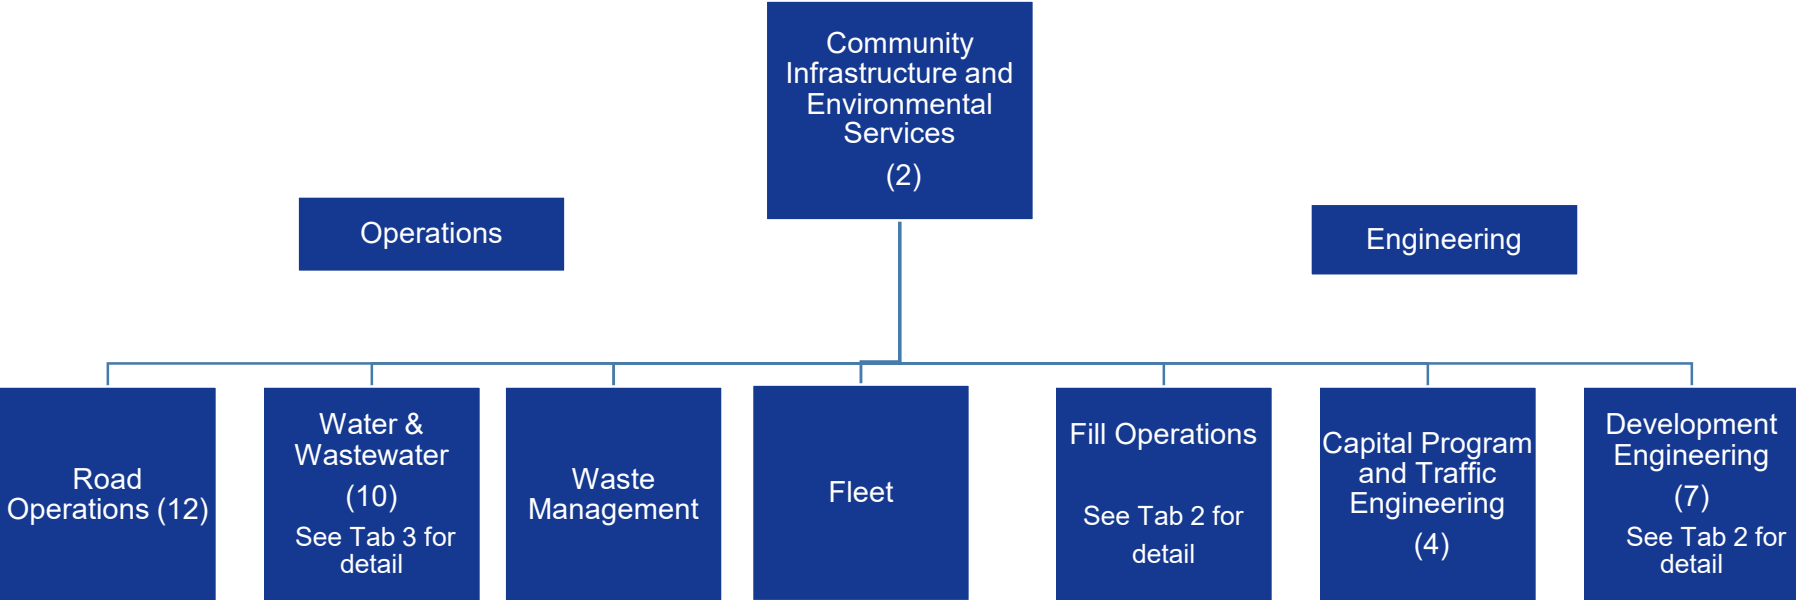 Community
Infrastructure and
Environmental
Services
(2)
Operations
Engineering
Road
Operations (12)
Water &
Wastewater
(10)
See Tab 3 for
detail
Waste
Management
Fleet
Fill Operations
See Tab 2 for
detail
Capital Program
and Traffic
Engineering
(4)
Development
Engineering
(7)
See Tab 2 for
detail